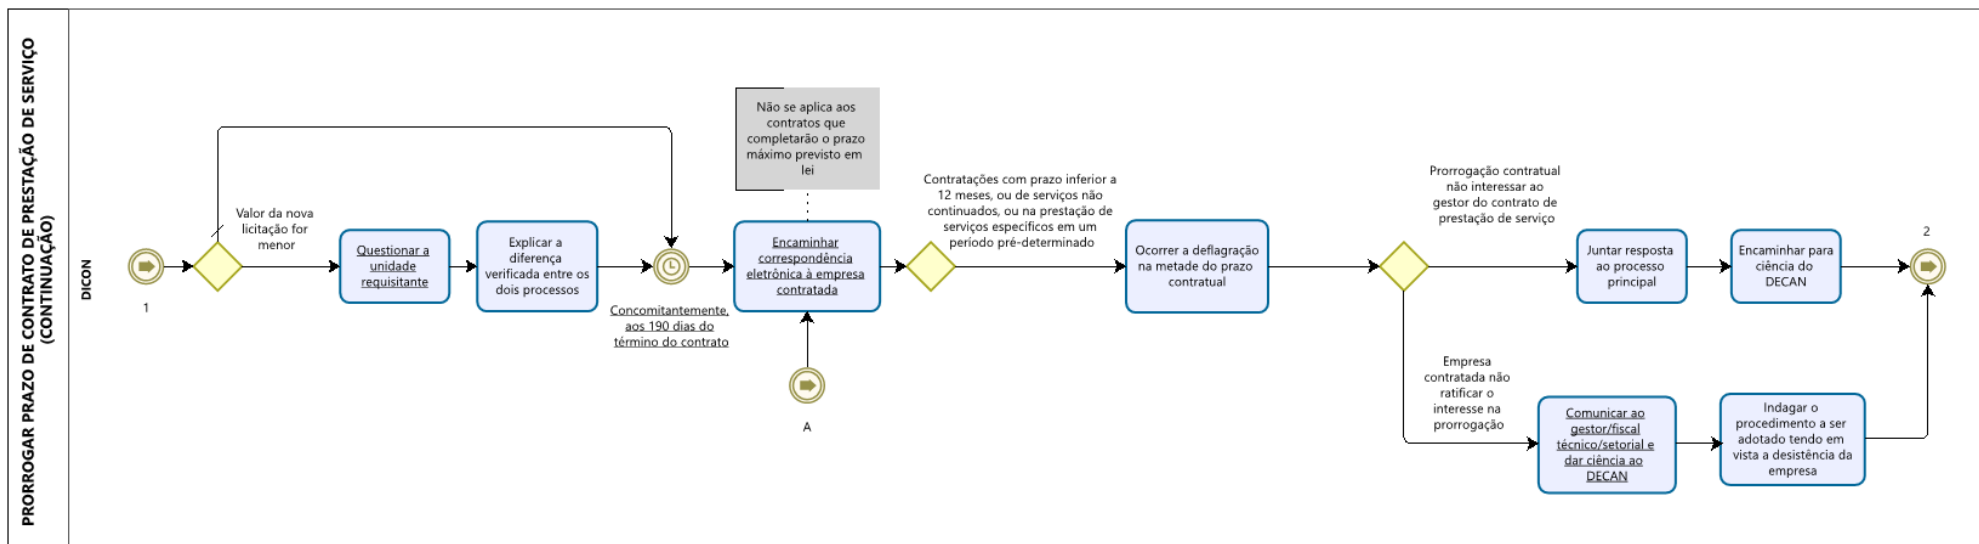 PRORROGAR PRAZO DE CONTRATO DE PRESTAÇÃO DE SERVIÇO
(CONTINUAÇÃO)
DICON
1
Valor da nova
licitação for
menor
Questionar a
unidade
requisitante
Explicar a
diferença
verificada entre os
dois processos
Concomitantemente,
aos 190 dias do
término do contrato
Não se aplica aos
contratos que
completarão o prazo
máximo previsto em
lei
Encaminhar
correspondência
eletrônica à empresa
contratada
A
Contratações com prazo inferior a
12 meses, ou de serviços não
continuados, ou na prestação de
serviços específicos em um
período pré-determinado
Ocorrer a deflagração
na metade do prazo
contratual
Prorrogação contratual
não interessar ao
gestor do contrato de
prestação de serviço
Juntar resposta
ao processo
principal
Encaminhar para
ciência do
DECAN
2
Empresa
contratada não
ratificar o
interesse na
prorrogação
Comunicar ao
gestor/fiscal
técnico/setorial e
dar ciência ao
DECAN
Indagar o
procedimento a ser
adotado tendo em
vista a desistência da
empresa